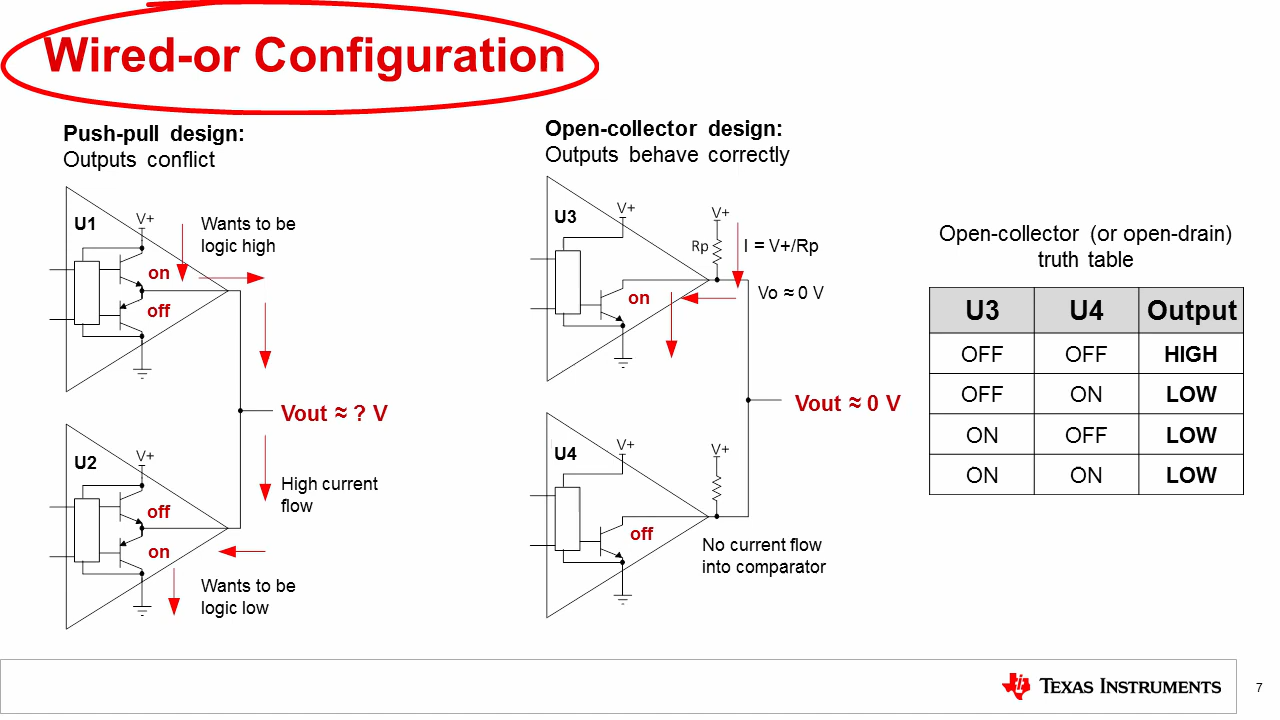 Wired-or Configuration
Push-pull design:
Outputs conflict
U1
V+
Wants to be
logic high
on
off
Vout ≈ ? V
U2
V+
High current
flow
off
on
Wants to be
logic low
Open-collector design:
Outputs behave correctly
U3
V+
V+
Rp
I = V+/Rp
on
Vo ≈ 0 V
Vout ≈ 0 V
U4
V+
V+
off
No current flow
into comparator
Open-collector (or open-drain)
truth table
U3 U4 Output
OFF OFF HIGH
OFF ON LOW
ON OFF LOW
ON ON LOW
TEXAS INSTRUMENTS
7